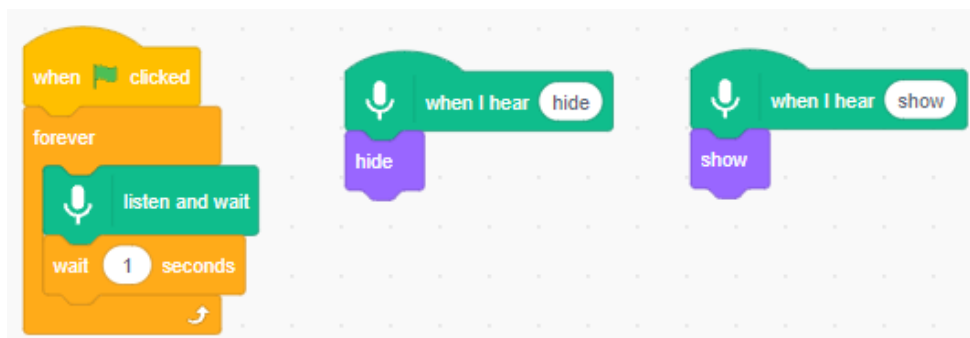 when clicked
forever
listen and wait
wait 1 seconds
when I hear hide
hide
when I hear show
show